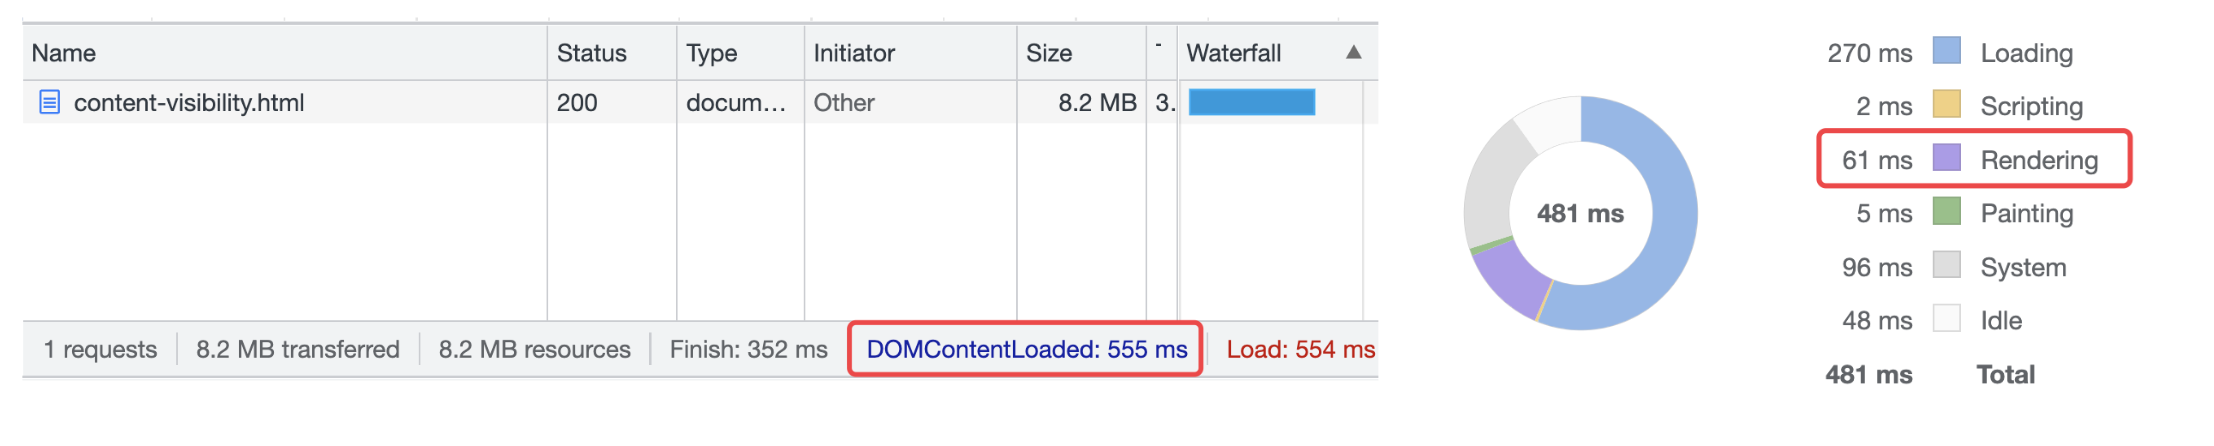 Name Status Type Initiator Size - Waterfall ▲
content-visibility.html 200 docum... Other 8.2 MB 3.
1 requests 8.2 MB transferred 8.2 MB resources Finish: 352 ms DOMContentLoaded: 555 ms Load: 554 ms
481 ms
270 ms Loading
2 ms Scripting
61 ms Rendering
5 ms Painting
96 ms System
48 ms Idle
481 ms Total